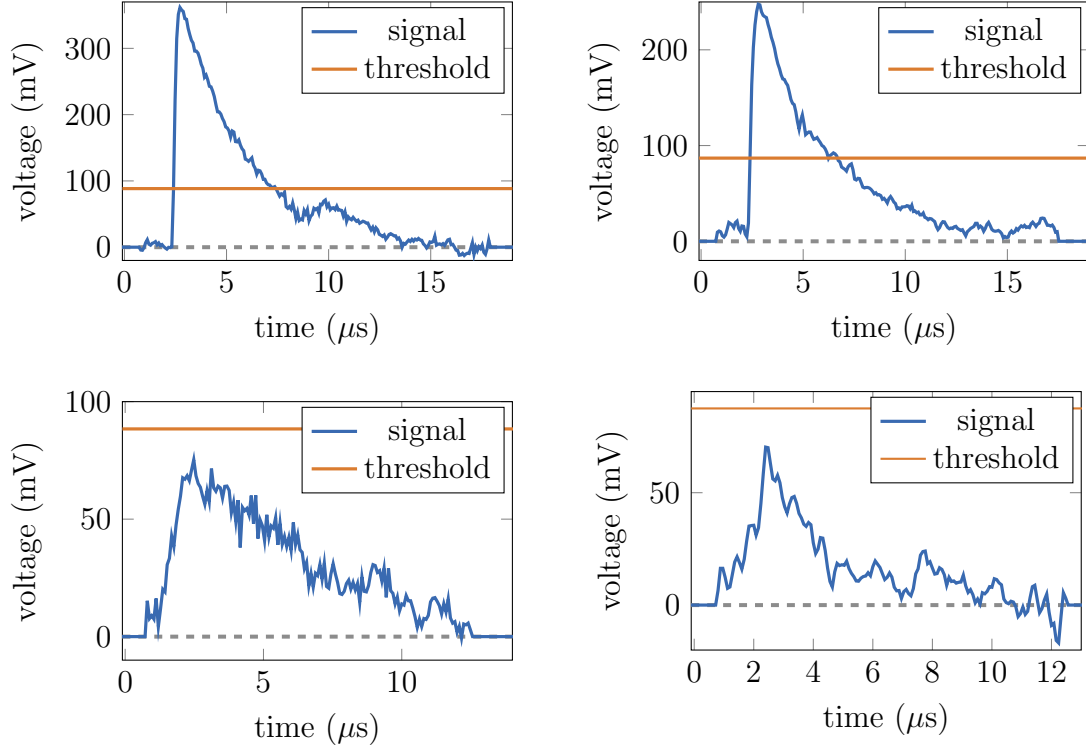 signal
threshold
300
200
100
0
0
5
10
15
voltage (mV)
time (μs)
signal
threshold
200
100
0
0
5
10
15
voltage (mV)
time (μs)
signal
threshold
100
50
0
0
5
10
voltage (mV)
time (μs)
signal
threshold
50
0
0
2
4
6
8
10
12
voltage (mV)
time (μs)